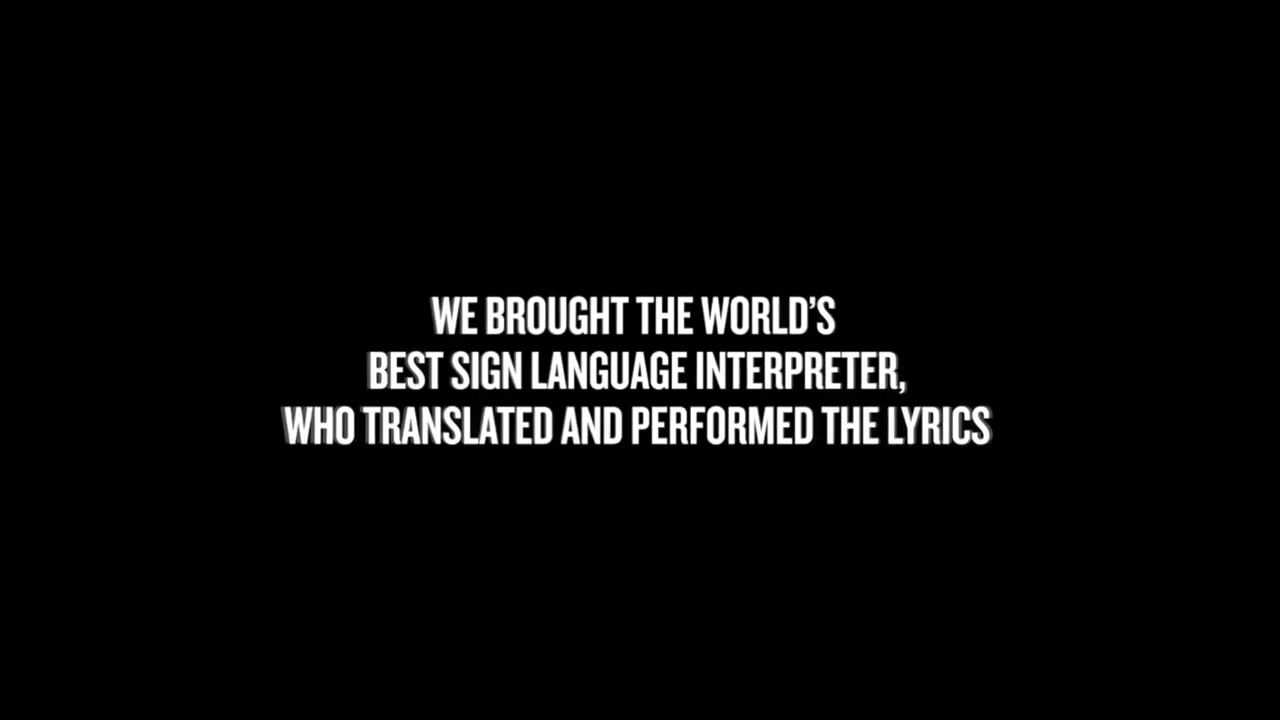 WE BROUGHT THE WORLD’S
BEST SIGN LANGUAGE INTERPRETER,
WHO TRANSLATED AND PERFORMED THE LYRICS